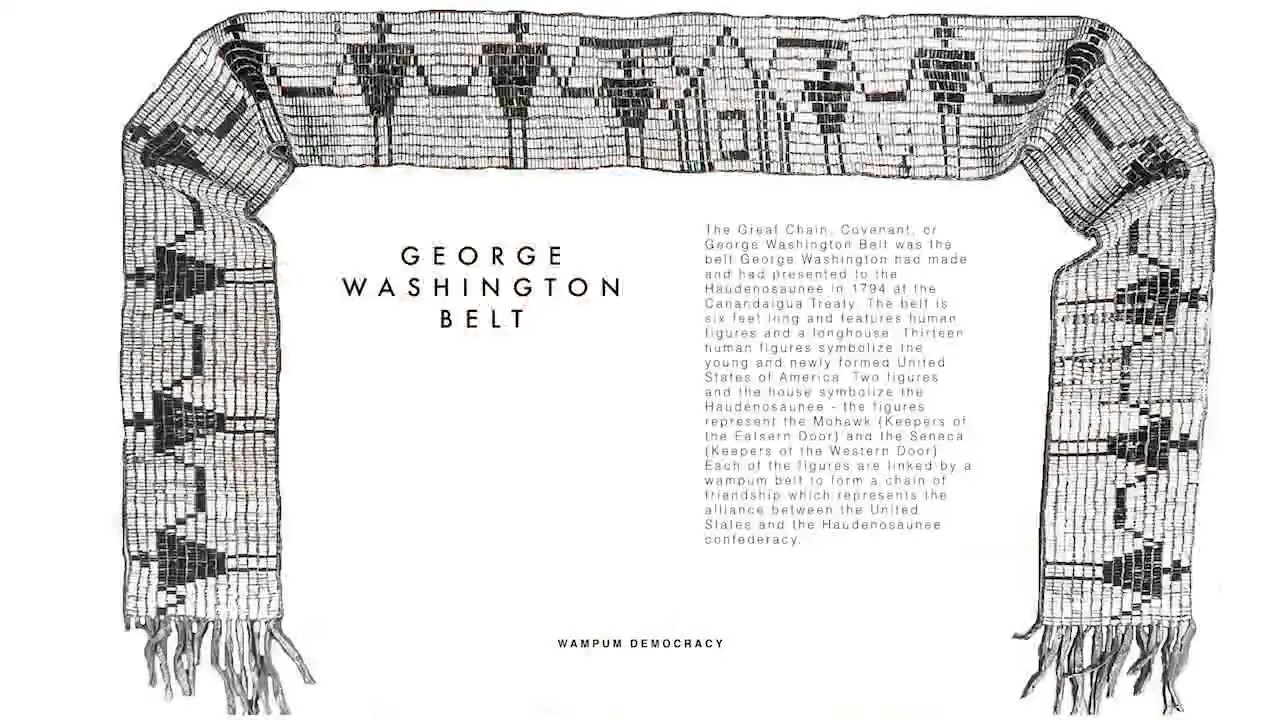 GEORGE
WASHINGTON
BELT
The Great Chain, Covenant, or
George Washington Belt was the
belt George Washington had made
and had presented to the
Haudenosaunee in 1794 at the
Canandaigua Treaty. The belt is
six feet long and features human
figures and a longhouse. Thirteen
human figures symbolize the
young and newly formed United
States of America. Two figures
and the house symbolize the
Haudenosaunee - the figures
represent the Mohawk (Keepers of
the Eastern Door) and the Seneca
(Keepers of the Western Door).
Each of the figures are linked by a
wampum belt to form a chain of
friendship which represents the
alliance between the United
States and the Haudenosaunee
confederacy.
WAMPUM DEMOCRACY